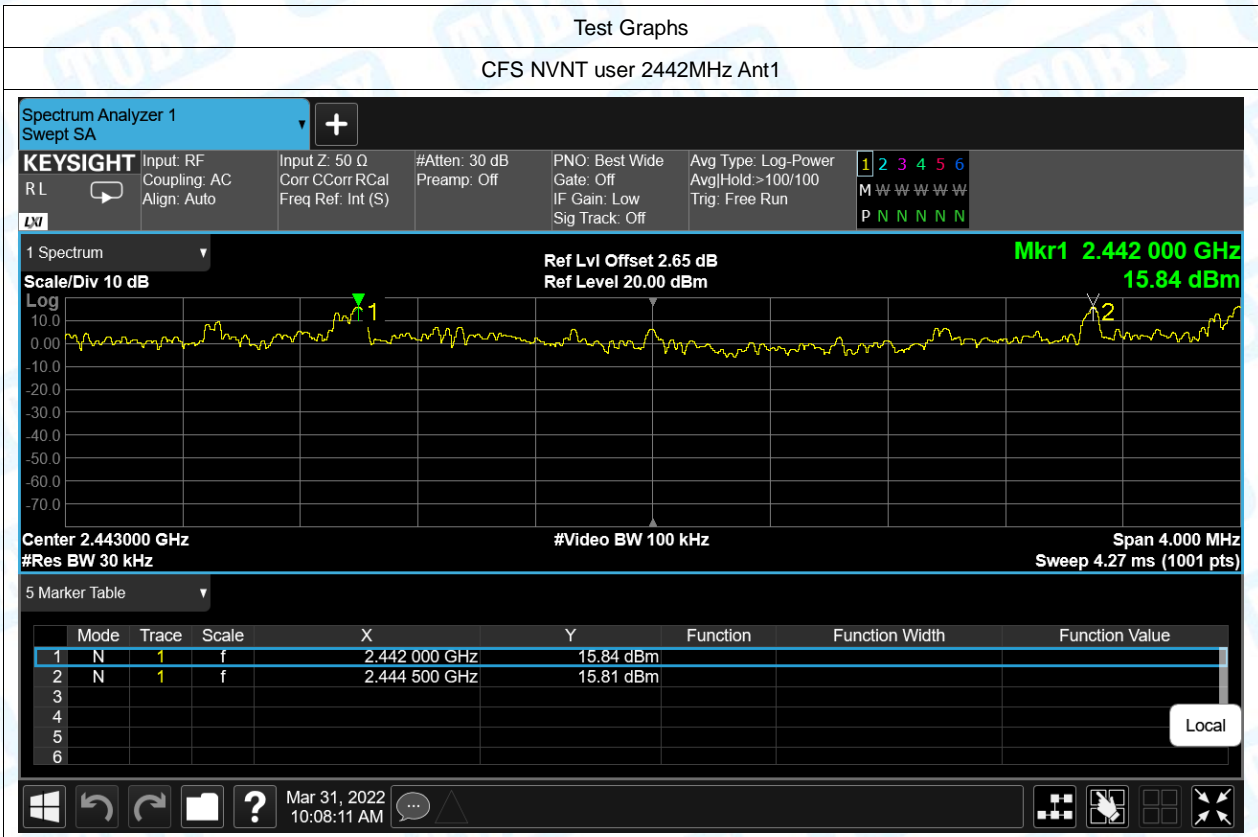 Test Graphs
CFS NVNT user 2442MHz Ant1
Spectrum Analyzer 1
Swept SA
KEYSIGHT
R L
LXI
Input: RF
Coupling: AC
Align: Auto
Input Z: 50 Ω
Corr CCorr RCal
Freq Ref: Int (S)
#Atten: 30 dB
Preamp: Off
PNO: Best Wide
Gate: Off
IF Gain: Low
Sig Track: Off
Avg Type: Log-Power
Avg|Hold:>100/100
Trig: Free Run
1 2 3 4 5 6
M W W W W W
P N N N N N
1 Spectrum
Scale/Div 10 dB
Ref Lvl Offset 2.65 dB
Ref Level 20.00 dBm
Mkr1 2.442 000 GHz
15.84 dBm
Log
10.0
0.00
-10.0
-20.0
-30.0
-40.0
-50.0
-60.0
-70.0
1
2
Center 2.443000 GHz
#Res BW 30 kHz
#Video BW 100 kHz
Span 4.000 MHz
Sweep 4.27 ms (1001 pts)
5 Marker Table
Mode Trace Scale X Y Function Function Width Function Value
1 N 1 f 2.442 000 GHz 15.84 dBm
2 N 1 f 2.444 500 GHz 15.81 dBm
3
4
5
6
Local
?
Mar 31, 2022
10:08:11 AM
TOBY